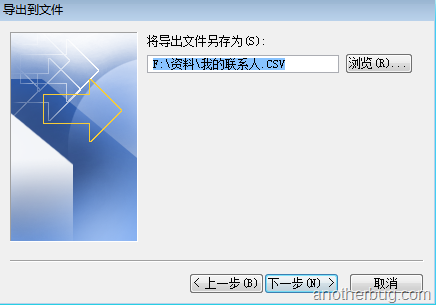 导出到文件
将导出文件另存为(S):
F:\资料\我的联系人.CSV
浏览(R)...
< 上一步(B) 下一步(N) > 取消
anotherbug.com